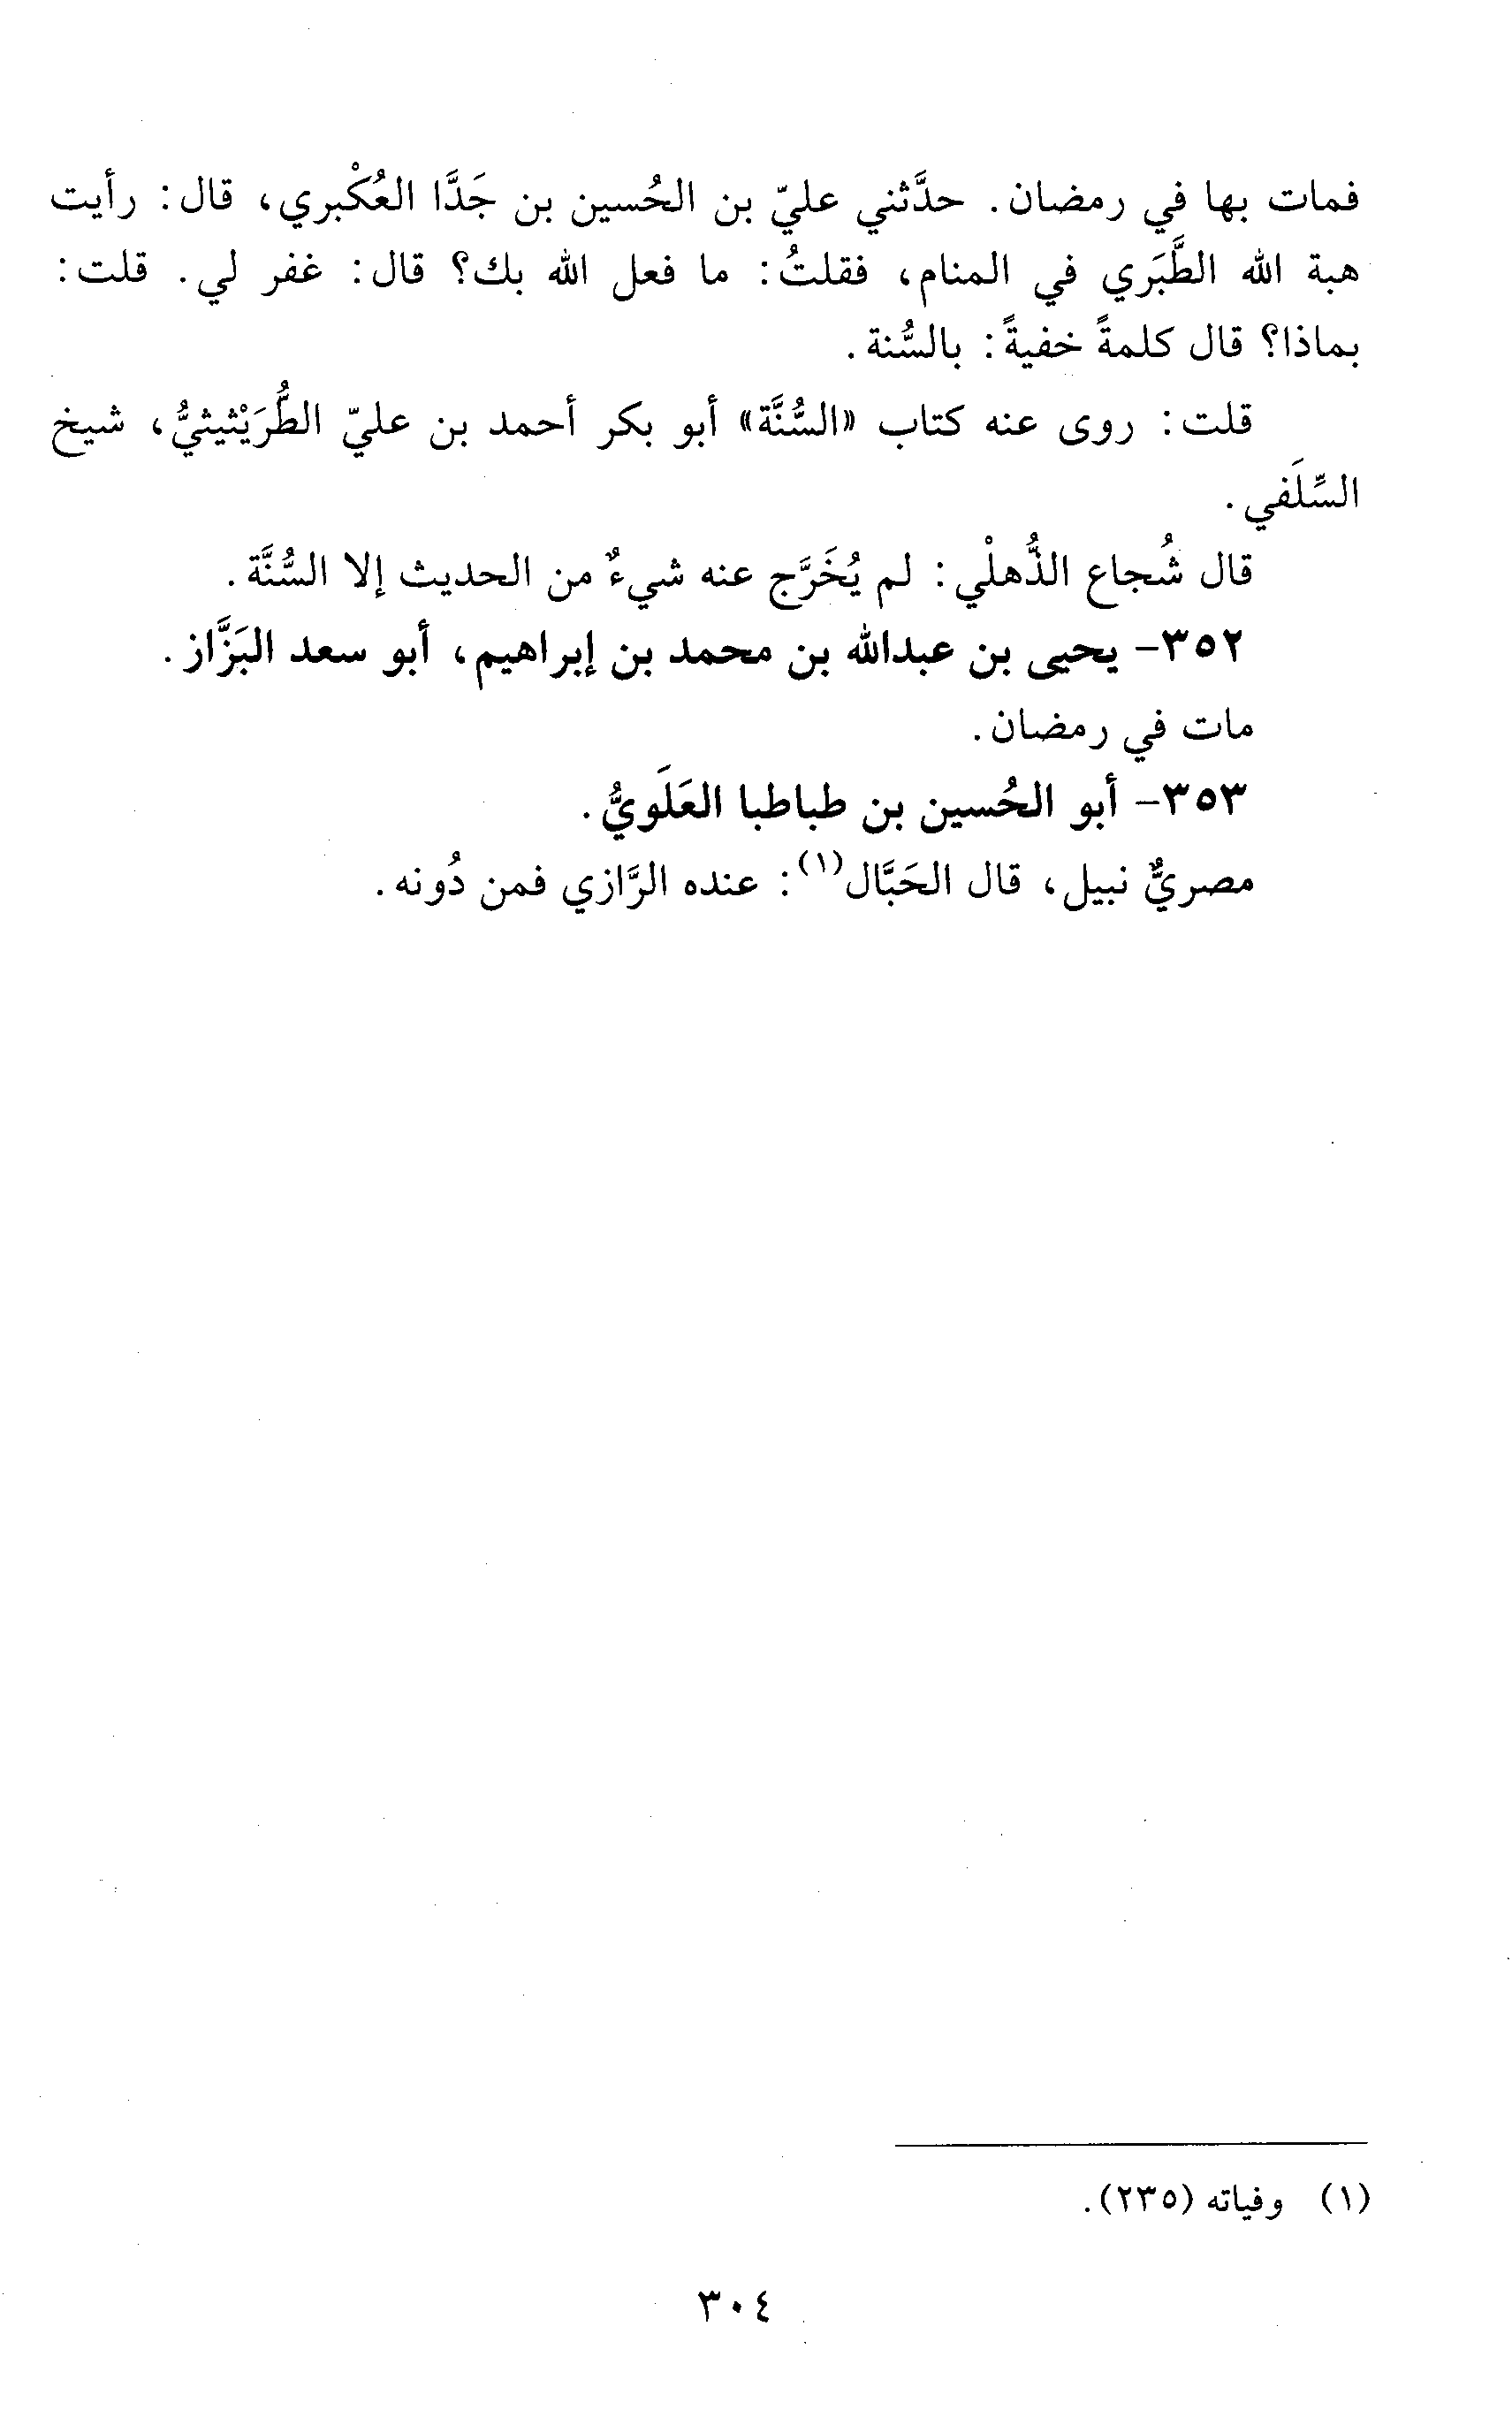 فمات بها في رمضان. حدَّثني عليّ بن الحُسين بن جَدَّا العُكْبري، قال: رأيت
هبة الله الطَّبَري في المنام، فقلتُ: ما فعل الله بك؟ قال: غفر لي. قلت:
بماذا؟ قال كلمةً خفيةً: بالسُّنة.
قلت: روى عنه كتاب «السُّنَّة» أبو بكر أحمد بن عليّ الطُّرَيْثيثيُّ، شيخ
السِّلَفي.
قال شُجاع الذُّهلْي: لم يُخَرَّج عنه شيءٌ من الحديث إلا السُّنَّة.
٣٥٢- يحيى بن عبدالله بن محمد بن إبراهيم، أبو سعد البَزَّاز.
مات في رمضان.
٣٥٣- أبو الحُسين بن طباطبا العَلَويُّ.
مصريٌّ نبيل، قال الحَبَّال(١): عنده الرَّازي فمن دُونه.
(١) وفياته (٢٣٥).
٣٠٤